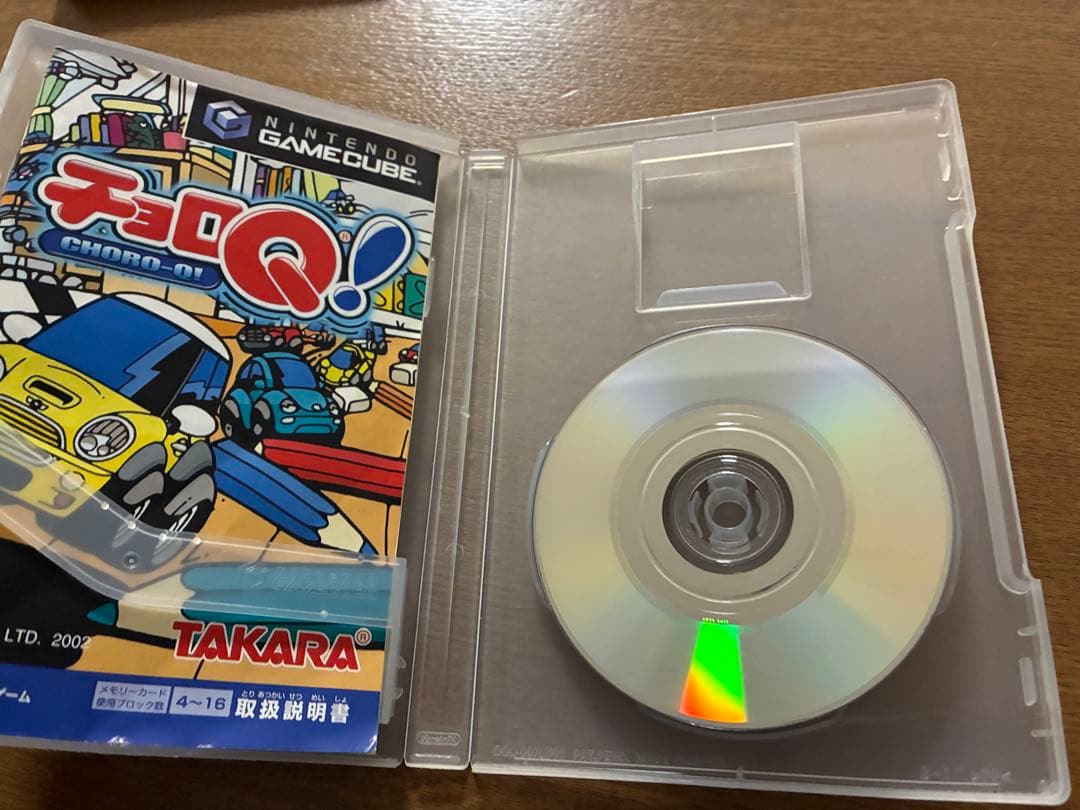 NINTENDO
GAMECUBE
チョロQ!
CHORO-Q!
LTD. 2002
TAKARA®
ーム
メモリーカード
使用ブロック数
4～16
とり あつかい せつ めい しょ
取扱説明書